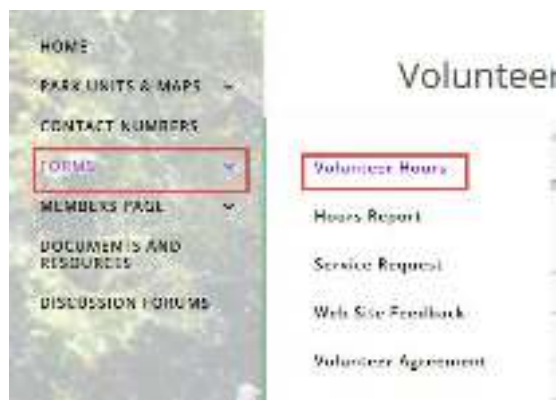 HOME
PARK UNITS & MAPS
CONTACT NUMBERS
FORMS
MEMBERS PAGE
DOCUMENTS AND
RESOURCES
DISCUSSION FORUMS
Volunteer
Volunteer Hours
Hours Report
Service Request
Web Site Feedback
Volunteer Agreement